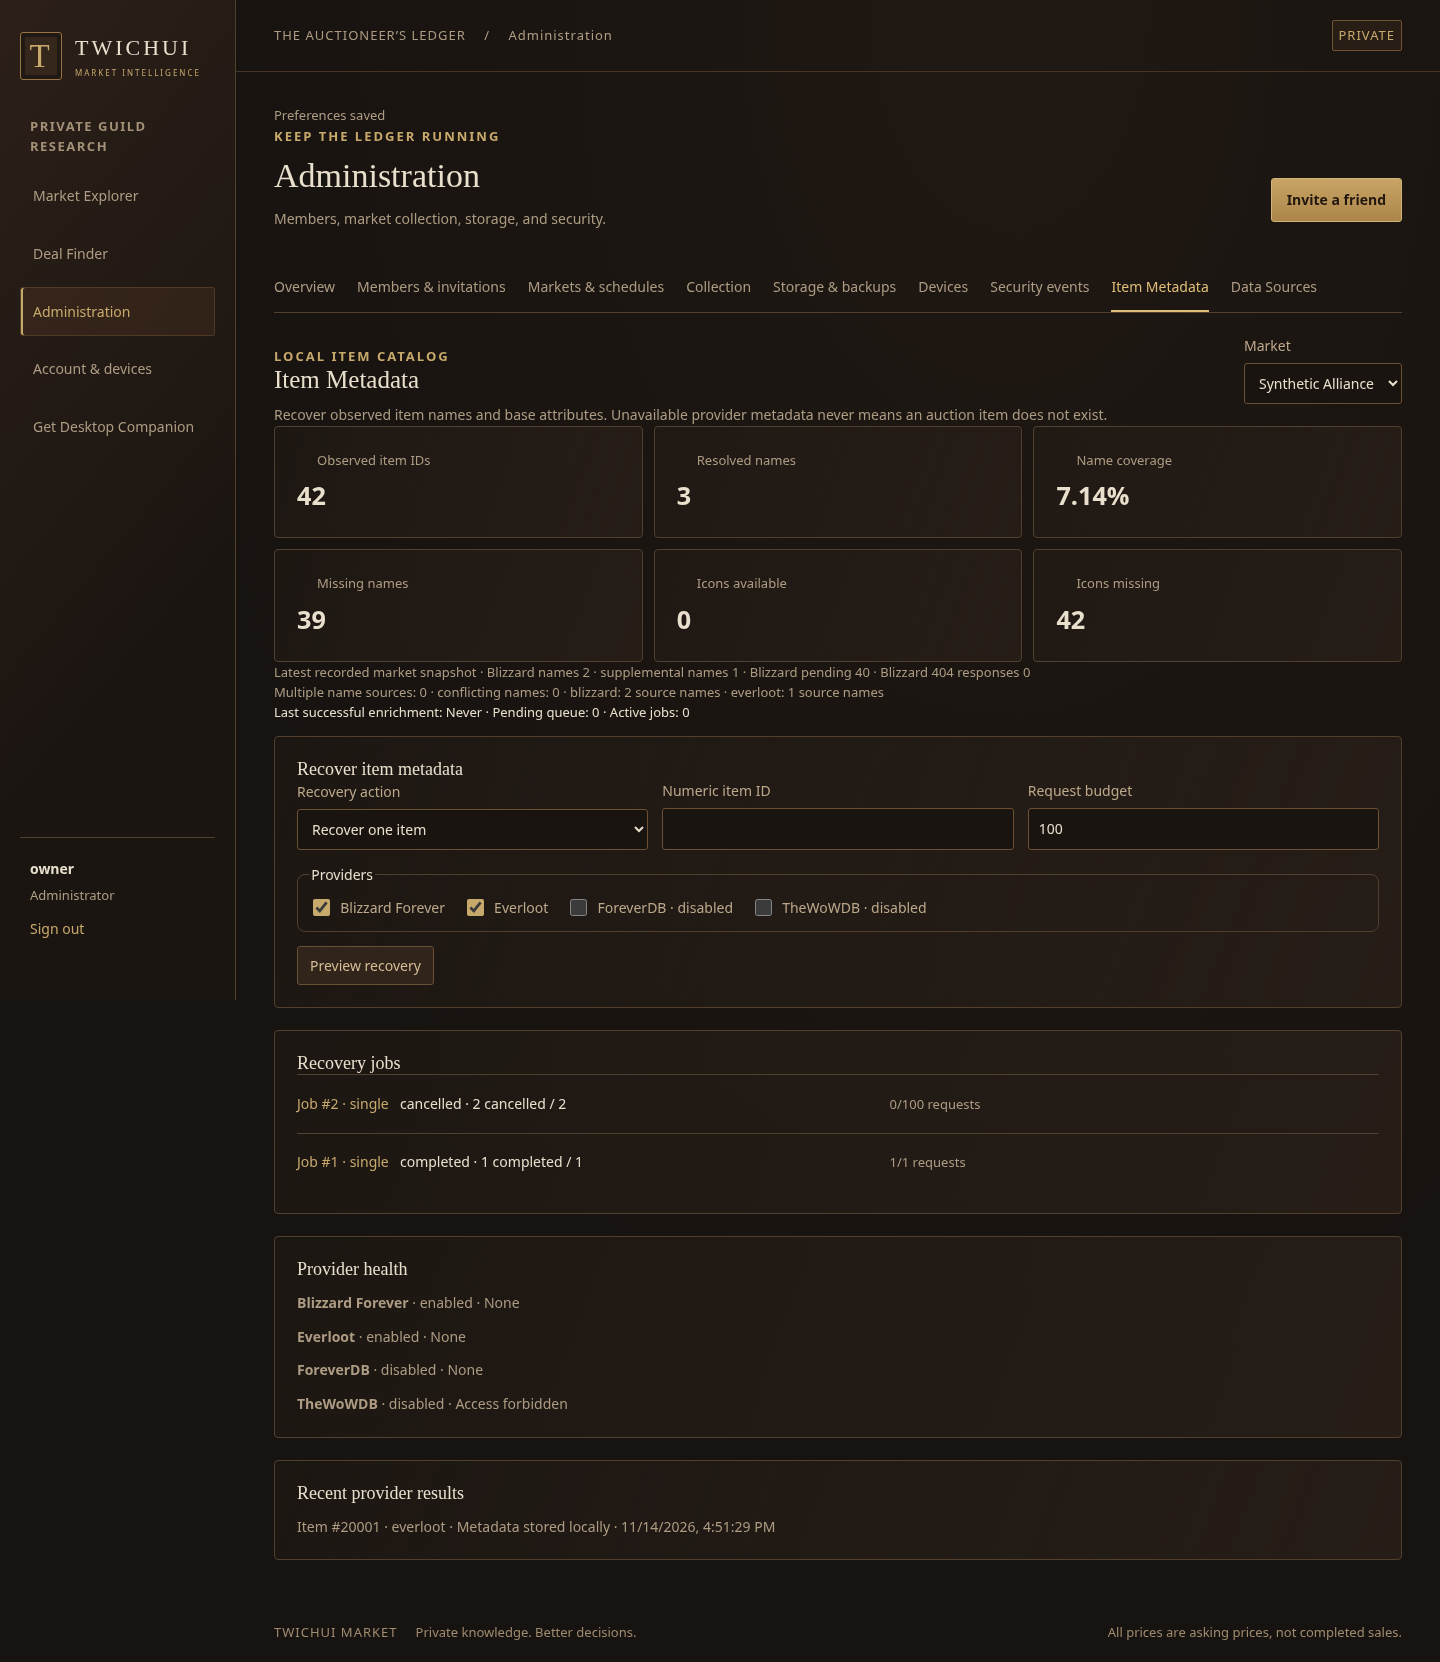 T
TWICHUI
MARKET INTELLIGENCE
PRIVATE GUILD
RESEARCH
Market Explorer
Deal Finder
Administration
Account & devices
Get Desktop Companion
owner
Administrator
Sign out
THE AUCTIONEER’S LEDGER / Administration
PRIVATE
Preferences saved
KEEP THE LEDGER RUNNING
Administration
Members, market collection, storage, and security.
Invite a friend
Overview Members & invitations Markets & schedules Collection Storage & backups Devices Security events Item Metadata Data Sources
LOCAL ITEM CATALOG
Item Metadata
Recover observed item names and base attributes. Unavailable provider metadata never means an auction item does not exist.
Market
Synthetic Alliance
Observed item IDs
42
Resolved names
3
Name coverage
7.14%
Missing names
39
Icons available
0
Icons missing
42
Latest recorded market snapshot · Blizzard names 2 · supplemental names 1 · Blizzard pending 40 · Blizzard 404 responses 0
Multiple name sources: 0 · conflicting names: 0 · blizzard: 2 source names · everloot: 1 source names
Last successful enrichment: Never · Pending queue: 0 · Active jobs: 0
Recover item metadata
Recovery action
Recover one item
Numeric item ID
Request budget
100
Providers
Blizzard Forever Everloot ForeverDB · disabled TheWoWDB · disabled
Preview recovery
Recovery jobs
Job #2 · single cancelled · 2 cancelled / 2 0/100 requests
Job #1 · single completed · 1 completed / 1 1/1 requests
Provider health
Blizzard Forever · enabled · None
Everloot · enabled · None
ForeverDB · disabled · None
TheWoWDB · disabled · Access forbidden
Recent provider results
Item #20001 · everloot · Metadata stored locally · 11/14/2026, 4:51:29 PM
TWICHUI MARKET Private knowledge. Better decisions.
All prices are asking prices, not completed sales.